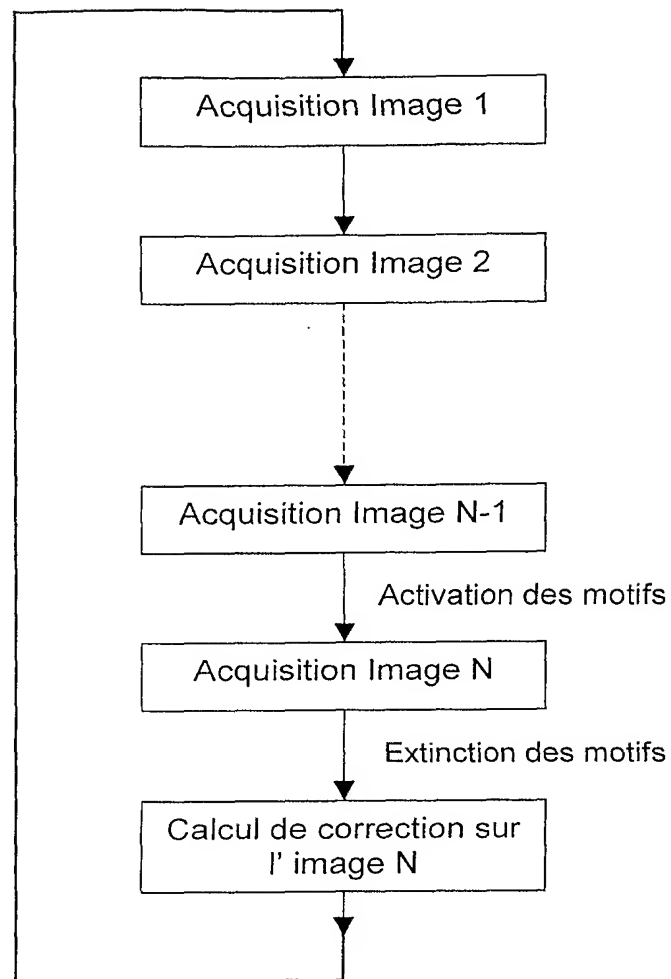 Acquisition Image 1
Acquisition Image 2
Acquisition Image N-1
Activation des motifs
Acquisition Image N
Extinction des motifs
Calcul de correction sur
l' image N